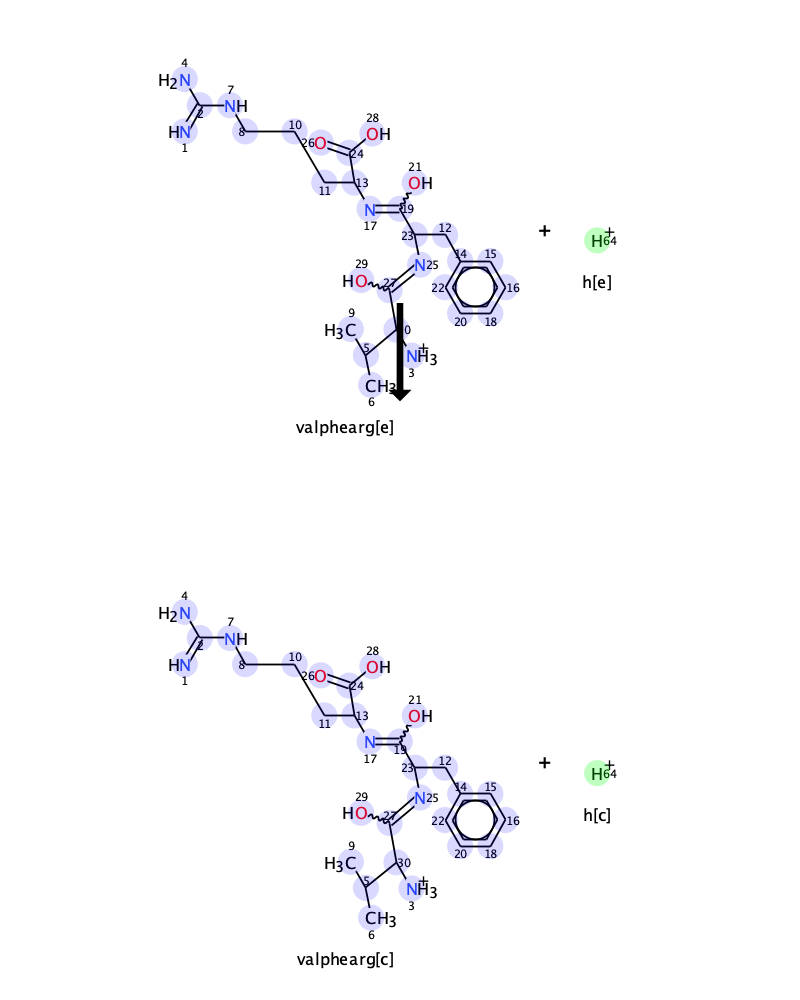 4
H₂N 7 28
2 NH 10 OH
HN 8 26 O 24 21
1 11 13 OH
N 19
17 23 12 +
29 N 25 14 15 H+ 64
HO 27 22 16 h[e]
9 20 18
H₃C 0
5 NH₃+
CH₃ 3
6
valphearg[e]
4
H₂N 7 28
2 NH 10 OH
HN 8 26 O 24
1 21
11 13 OH
N 19
17 23 12 +
29 N 25 14 15 H+ 64
HO 27 22 16 h[c]
9 20 18
H₃C 30
5 NH₃+
CH₃ 3
6
valphearg[c]